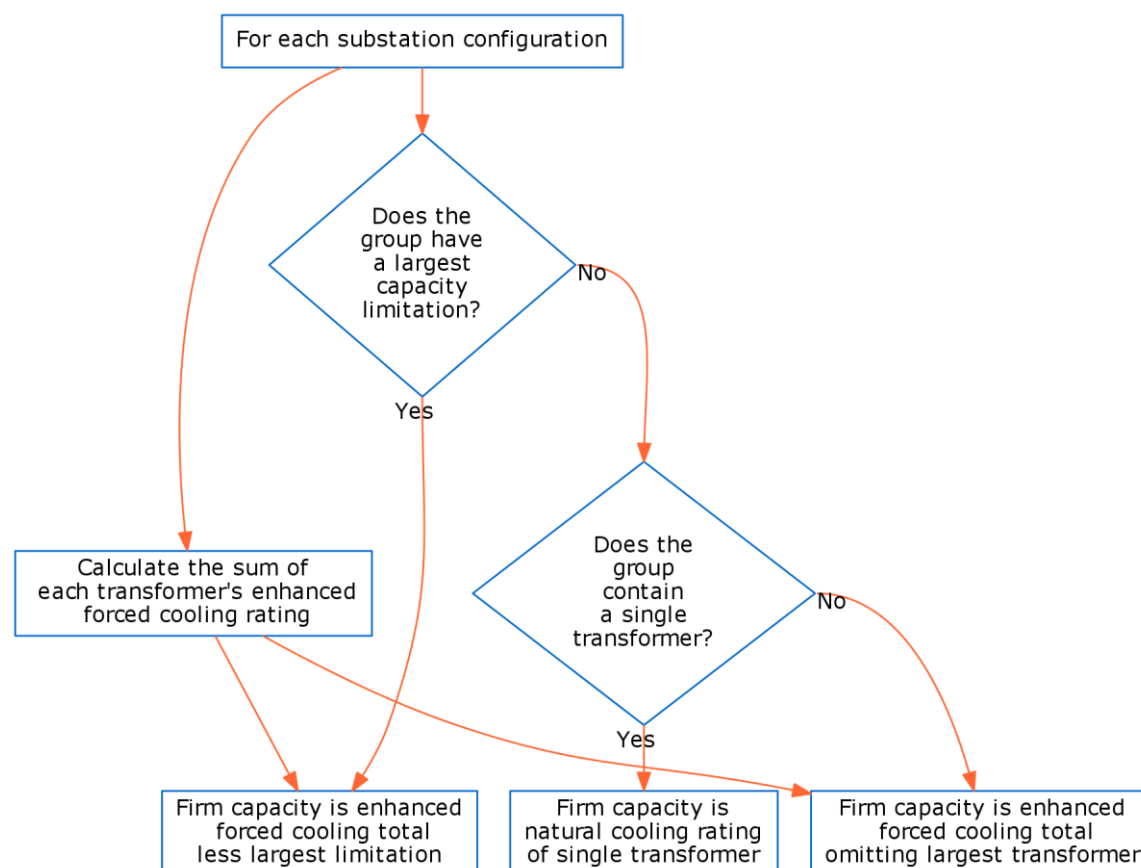 For each substation configuration
Does the
group have
a largest
capacity
limitation?
No
Yes
Does the
group
contain
a single
transformer?
No
Yes
Calculate the sum of
each transformer's enhanced
forced cooling rating
Firm capacity is enhanced
forced cooling total
less largest limitation
Firm capacity is
natural cooling rating
of single transformer
Firm capacity is enhanced
forced cooling total
omitting largest transformer